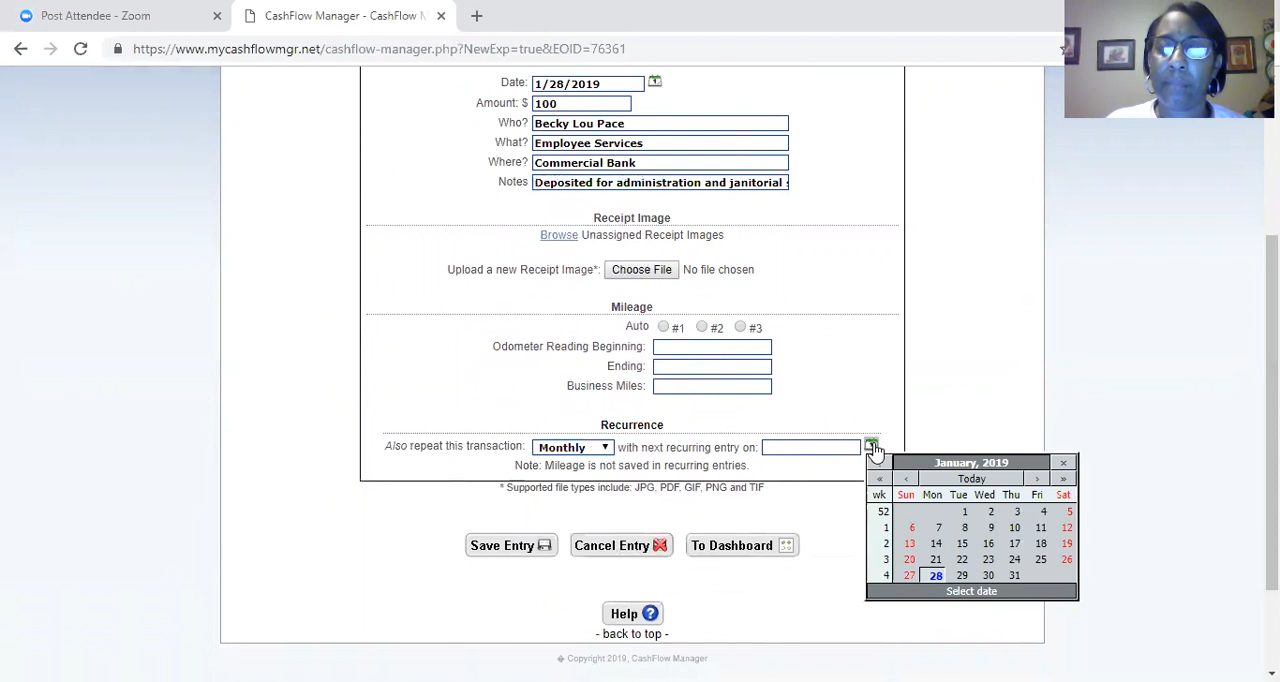 Post Attendee - Zoom
CashFlow Manager - CashFlow M
https://www.mycashflowmgr.net/cashflow-manager.php?NewExp=true&EOID=76361
Date: 1/28/2019
Amount: $ 100
Who? Becky Lou Pace
What? Employee Services
Where? Commercial Bank
Notes Deposited for administration and janitorial s
Receipt Image
Browse Unassigned Receipt Images
Upload a new Receipt Image*: Choose File No file chosen
Mileage
Auto #1 #2 #3
Odometer Reading Beginning:
Ending:
Business Miles:
Recurrence
Also repeat this transaction: Monthly with next recurring entry on:
Note: Mileage is not saved in recurring entries.
* Supported file types include: JPG, PDF, GIF, PNG and TIF
January, 2019 ×
« ‹ Today › »
wk Sun Mon Tue Wed Thu Fri Sat
52 1 2 3 4 5
1 6 7 8 9 10 11 12
2 13 14 15 16 17 18 19
3 20 21 22 23 24 25 26
4 27 28 29 30 31
Select date
Save Entry Cancel Entry To Dashboard
Help ?
- back to top -
� Copyright 2019, CashFlow Manager